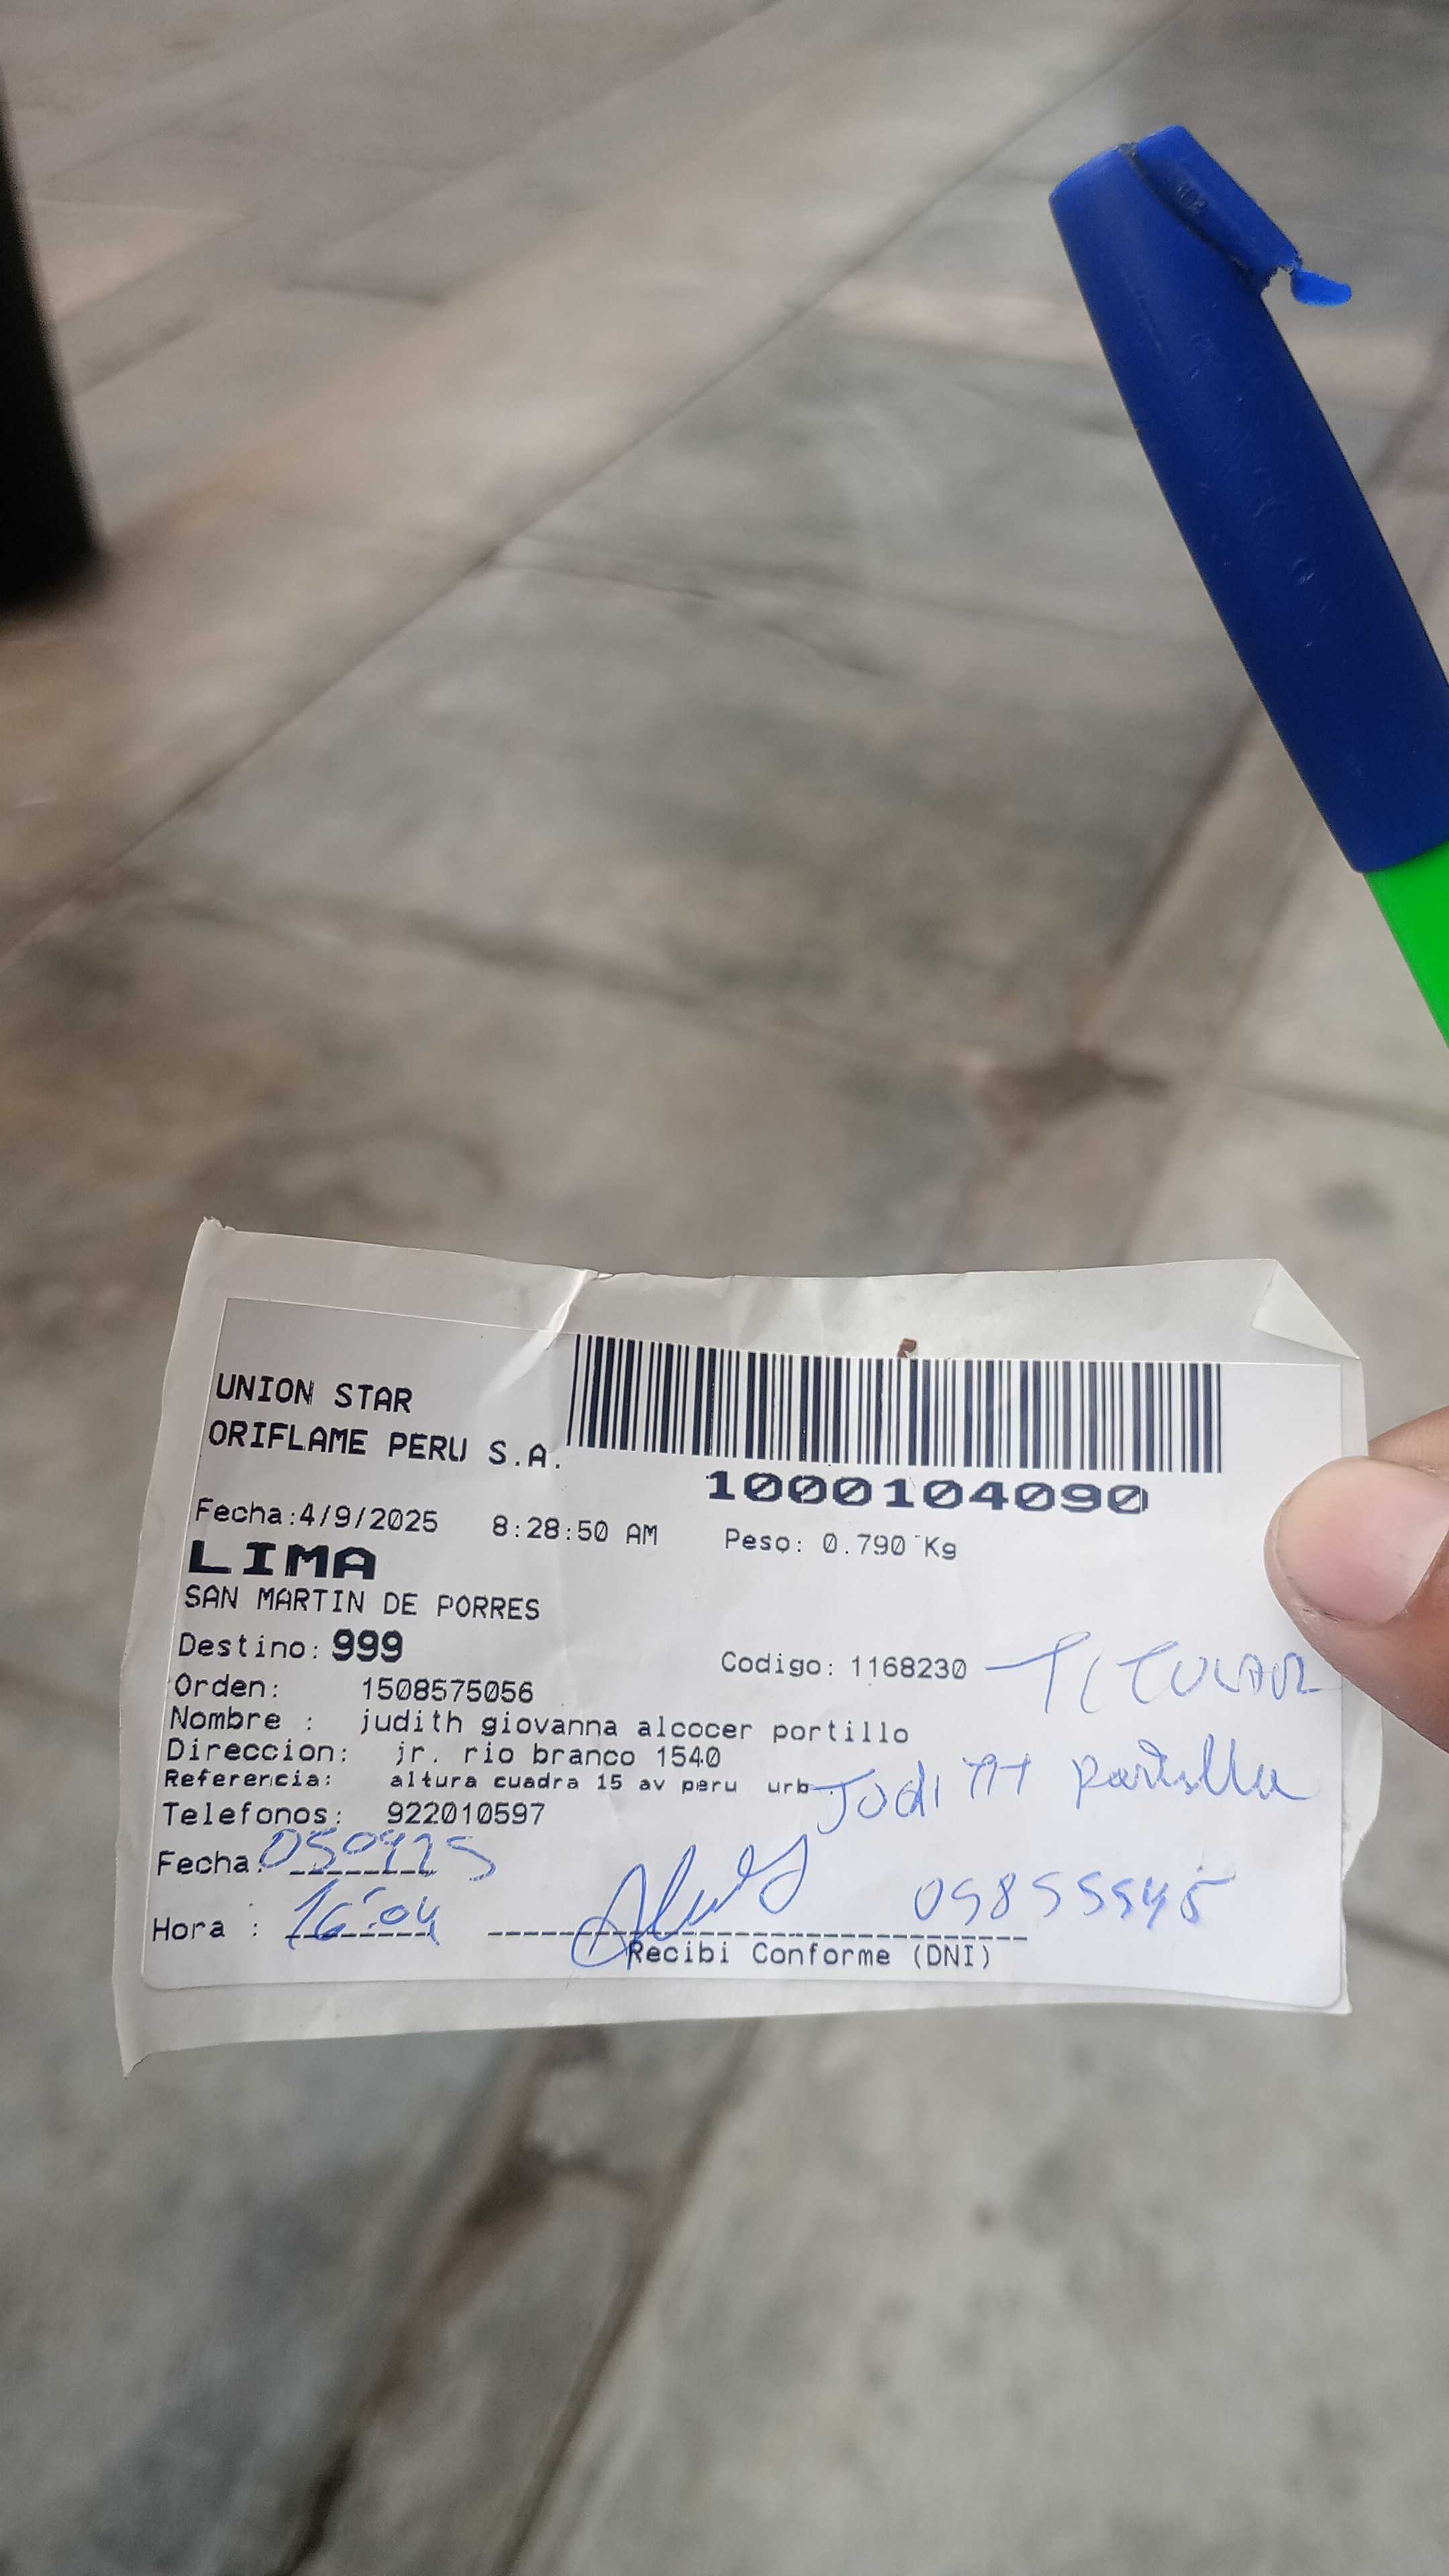 UNION STAR
ORIFLAME PERU S.A.
1000104090
Fecha:4/9/2025 8:28:50 AM Peso: 0.790 Kg
LIMA
SAN MARTIN DE PORRES
Destino: 999
Codigo: 1168230 TITULAR
Orden: 1508575056
Nombre : judith giovanna alcocer portillo
Direccion: jr. rio branco 1540
Referencia: altura cuadra 15 av peru urb
Judith Portilla
Telefonos: 922010597
Fecha: 050925
Hora : 16:04
Recibi Conforme (DNI)